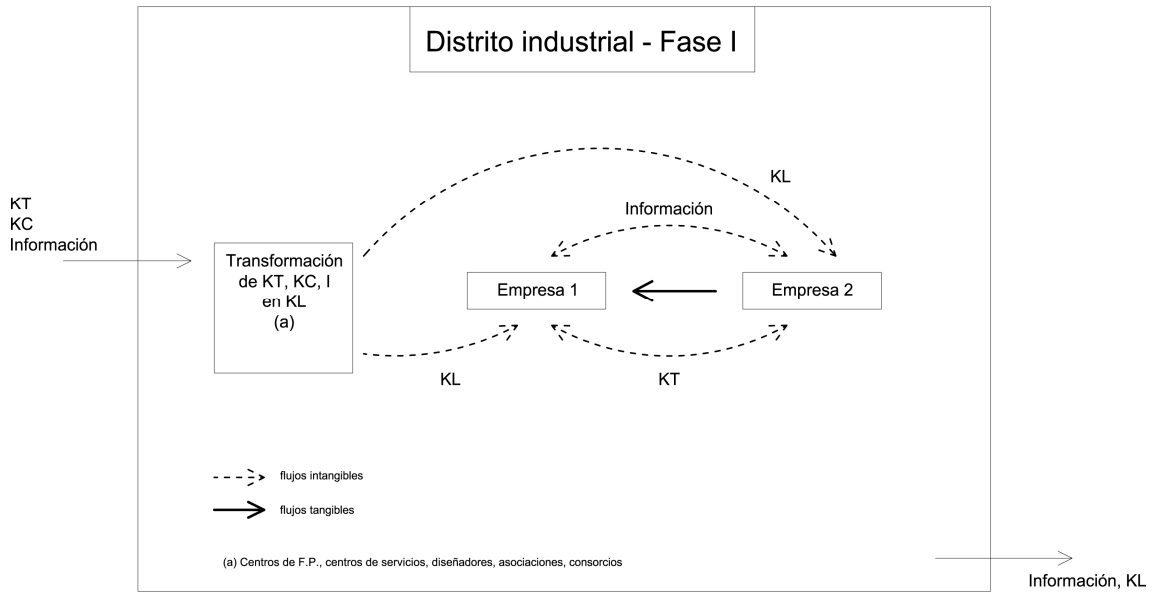 Distrito industrial - Fase I
KL
Información
KT
KC
Información
Transformación
de KT, KC, I
en KL
(a)
Empresa 1
Empresa 2
KL
KT
flujos intangibles
flujos tangibles
(a) Centros de F.P., centros de servicios, diseñadores, asociaciones, consorcios
Información, KL